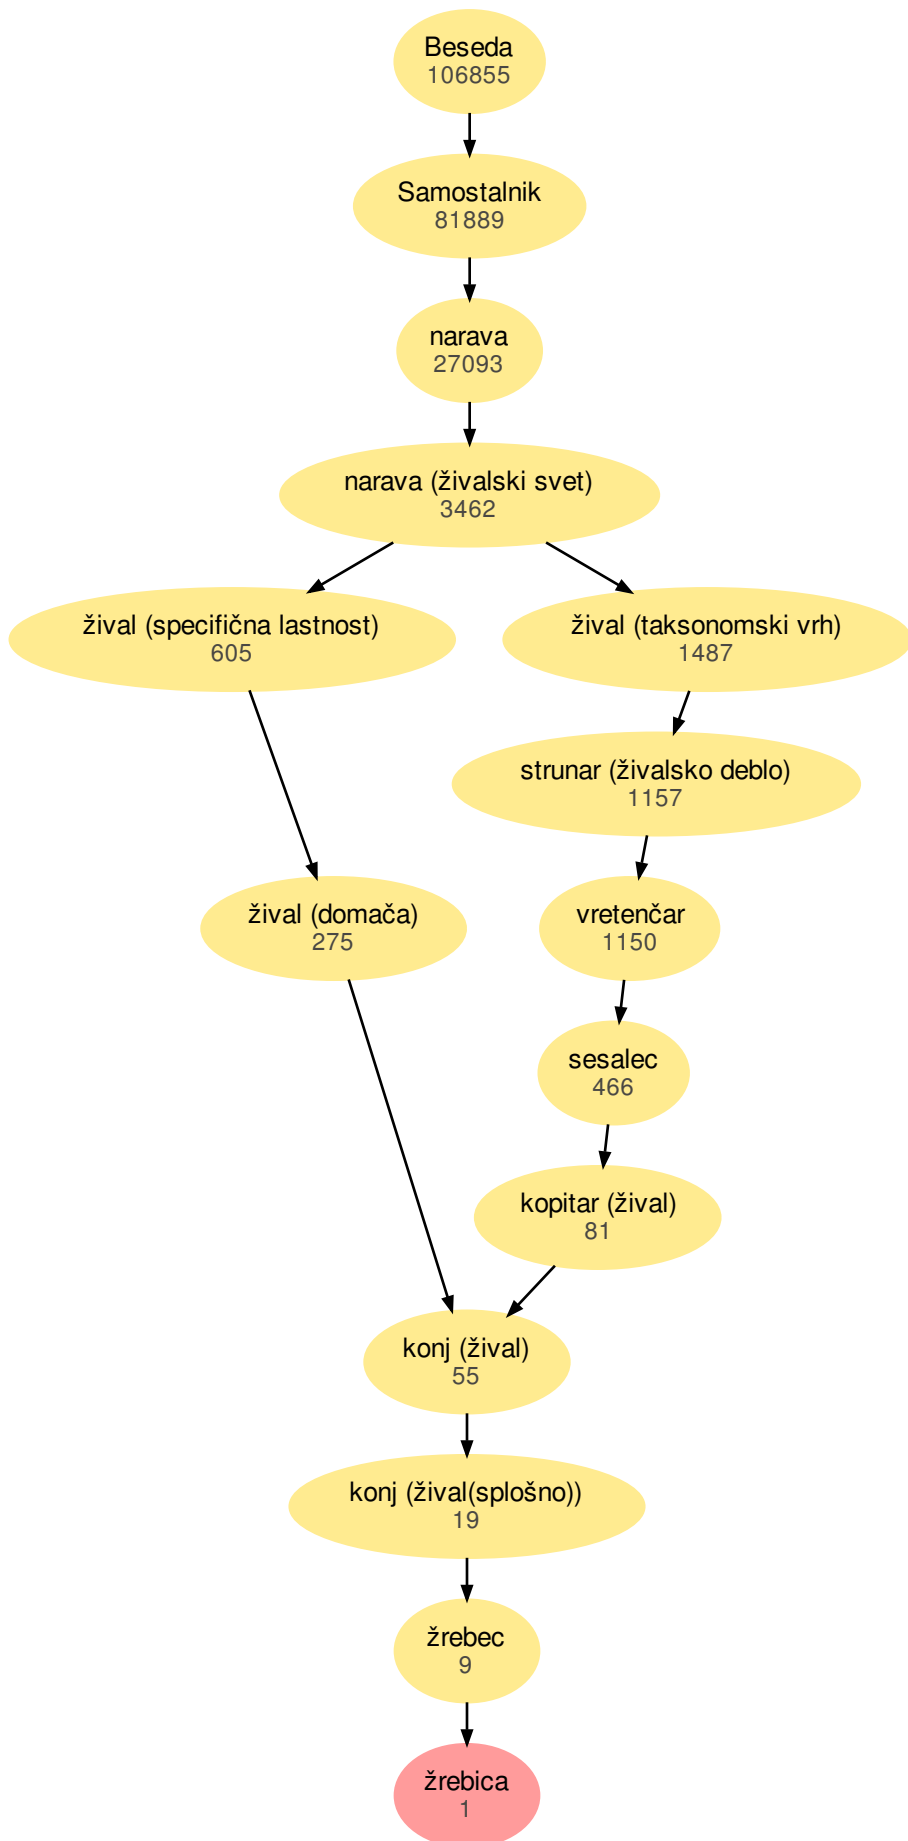 Beseda
106855
Samostalnik
81889
narava
27093
narava (živalski svet)
3462
žival (specifična lastnost)
605
žival (taksonomski vrh)
1487
strunar (živalsko deblo)
1157
žival (domača)
275
vretenčar
1150
sesalec
466
kopitar (žival)
81
konj (žival)
55
konj (žival(splošno))
19
žrebec
9
žrebica
1